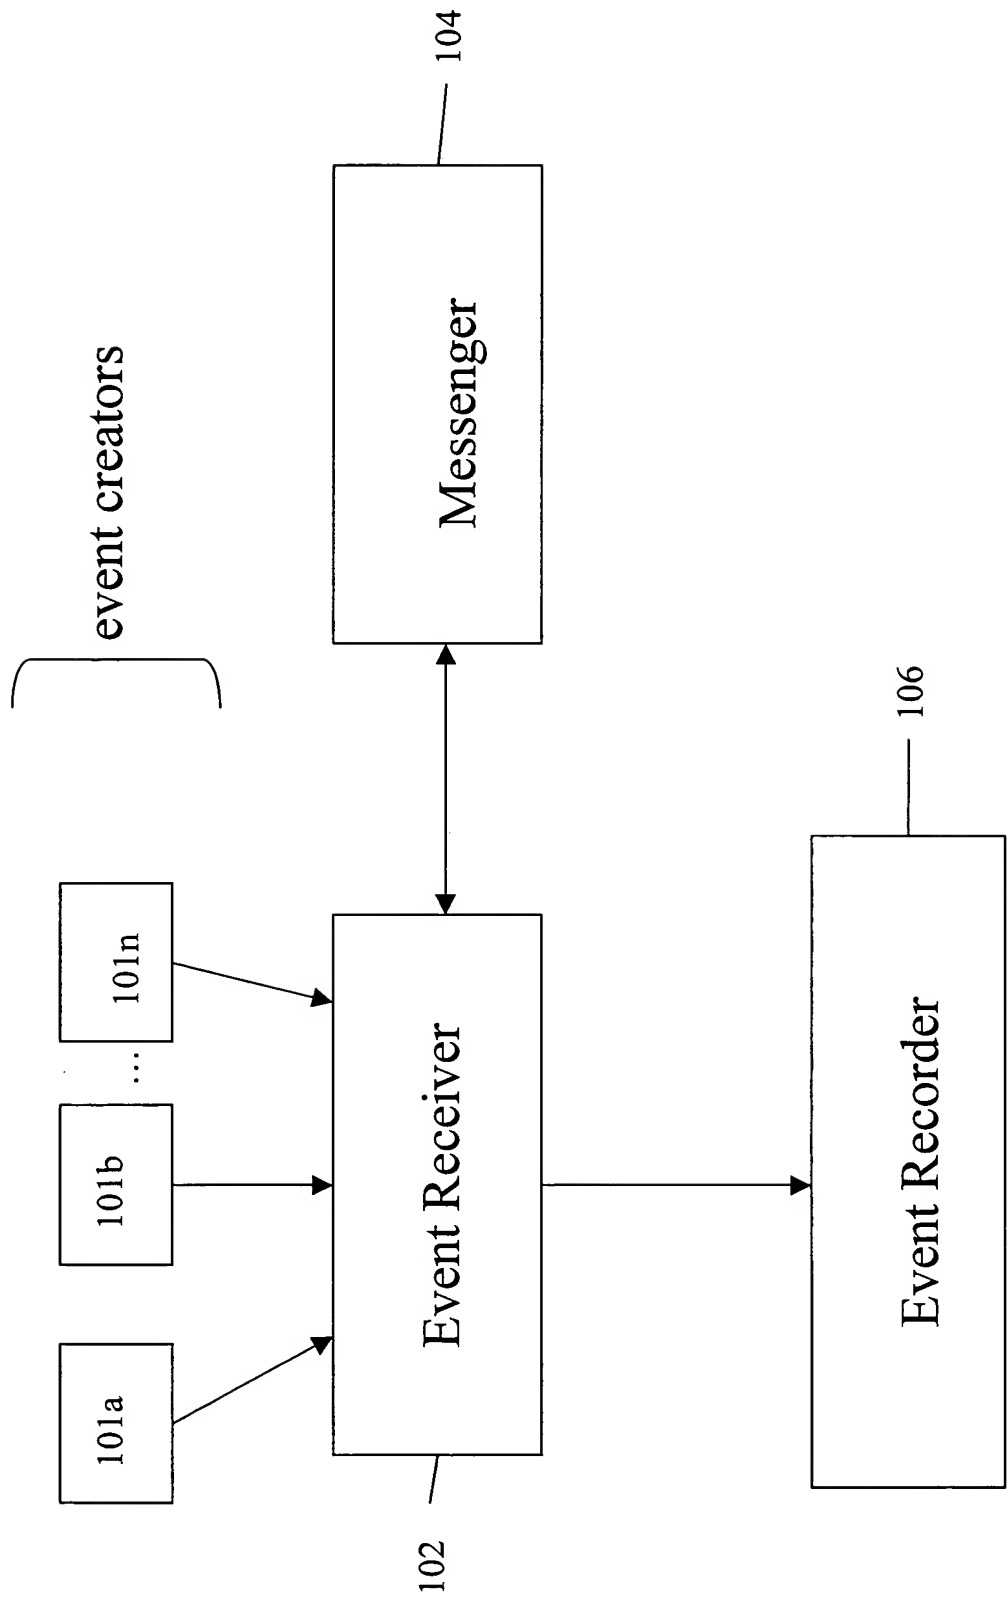 101a
101b
...
101n
event creators
102
Event Receiver
Messenger
104
Event Recorder
106